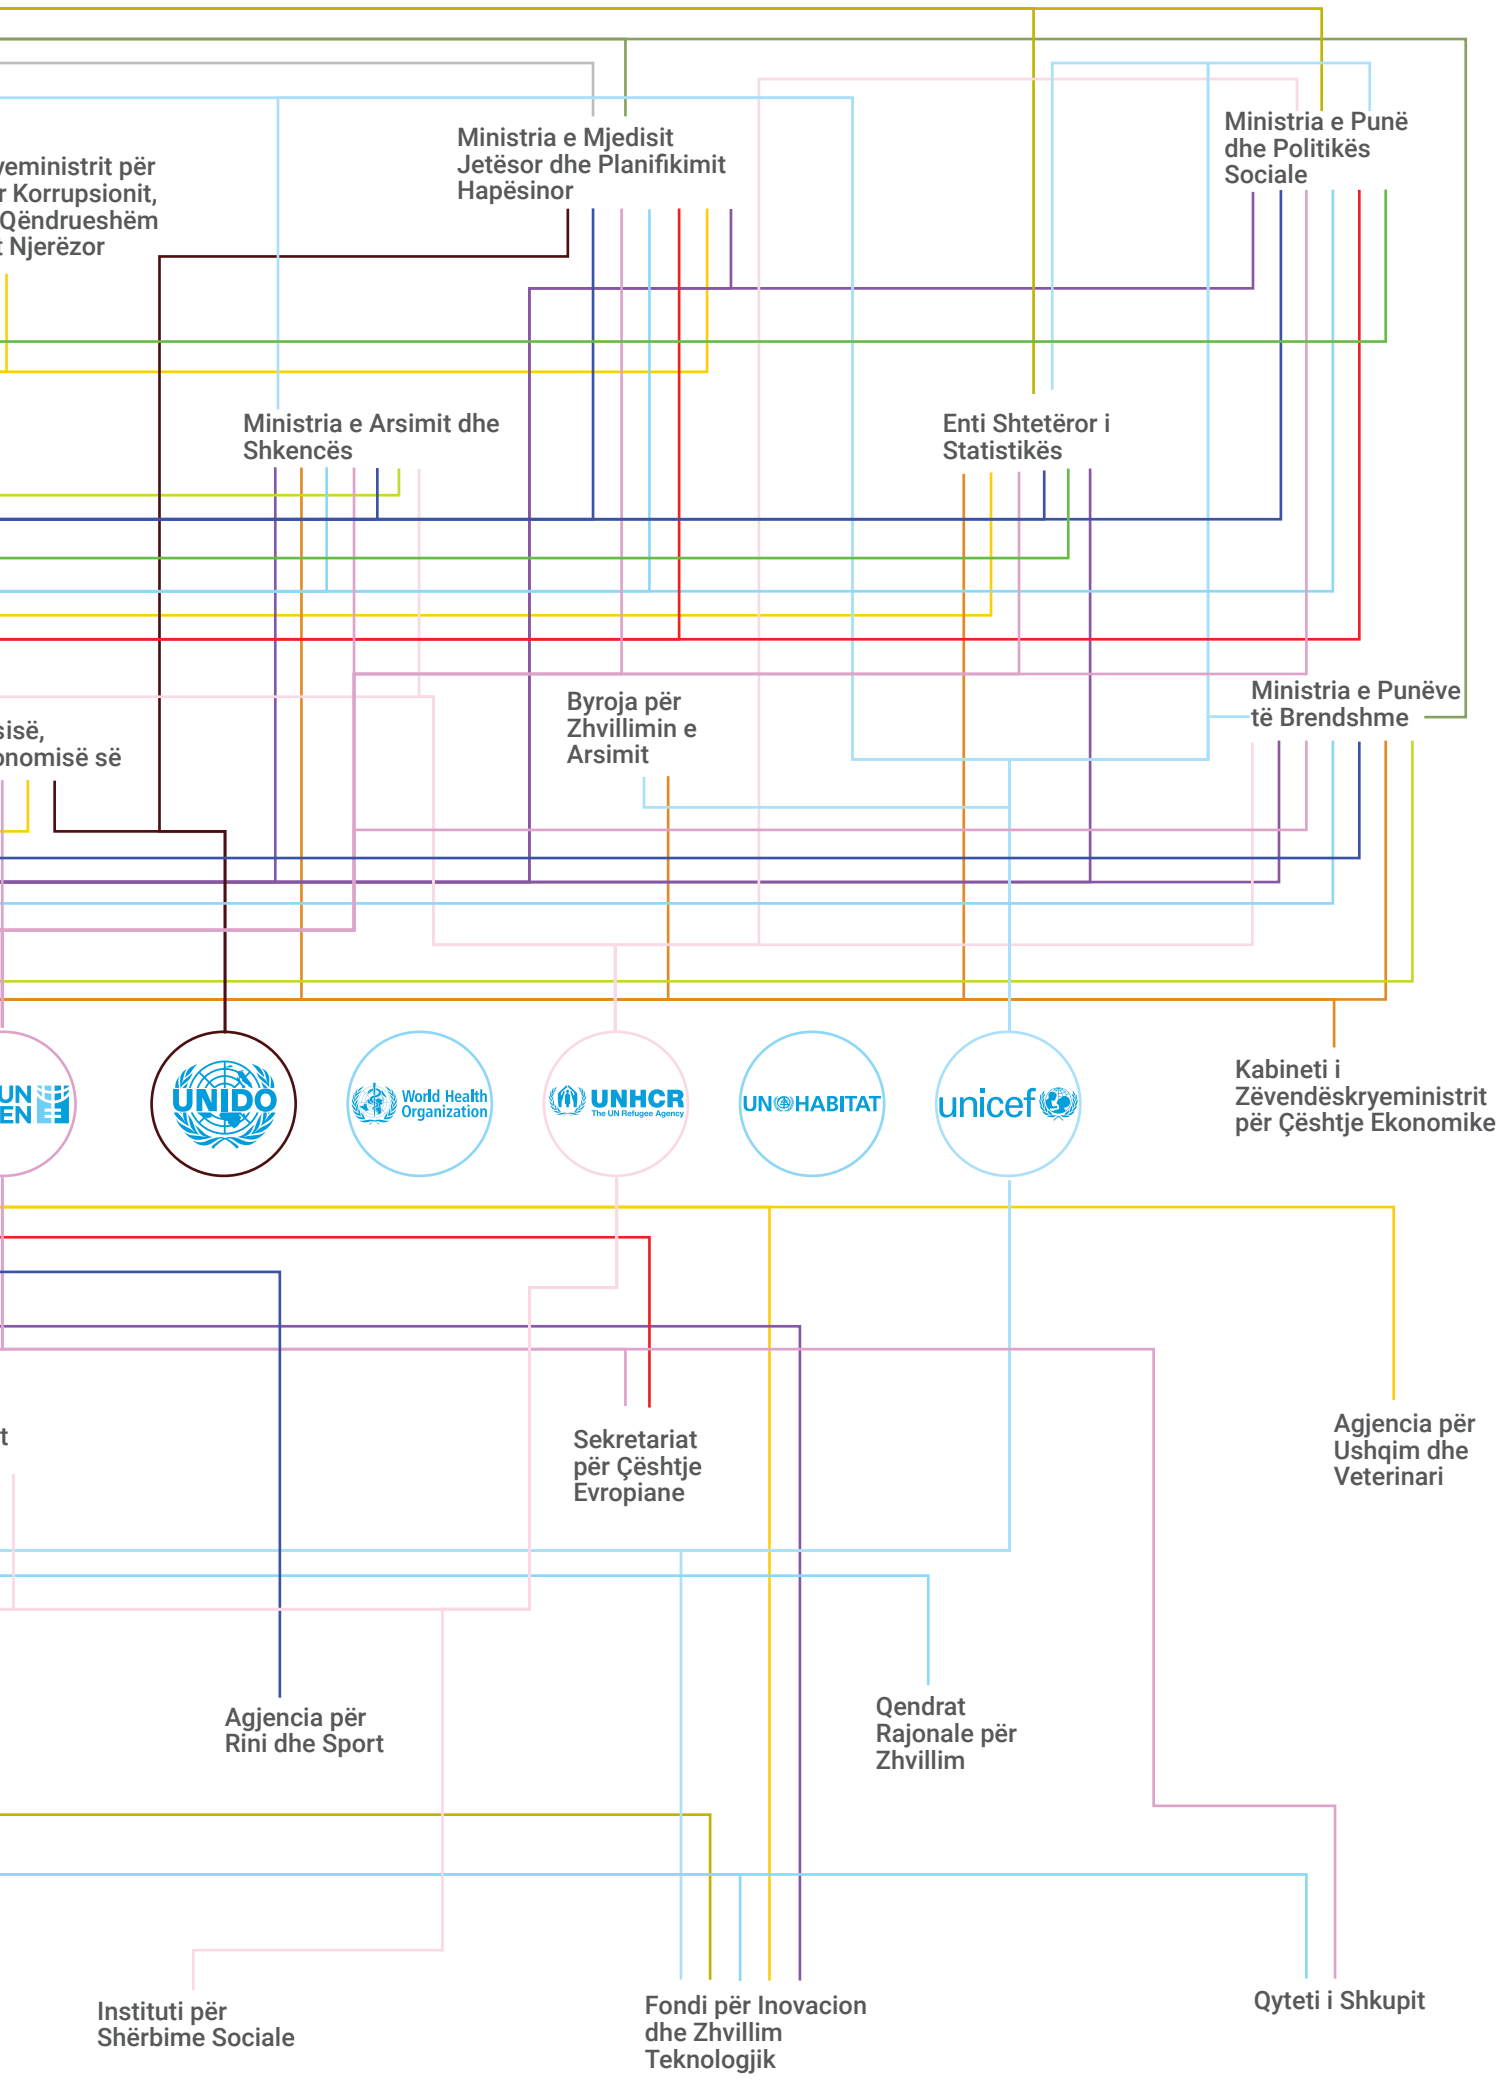 Ministria e Punë
dhe Politikës
Sociale
Ministria e Mjedisit
Jetësor dhe Planifikimit
Hapësinor
yeministrit për
r Korrupsionit,
Qëndrueshëm
t Njerëzor
Ministria e Arsimit dhe
Shkencës
Enti Shtetëror i
Statistikës
Ministria e Punëve
të Brendshme
Byroja për
Zhvillimin e
Arsimit
sisë,
onomisë së
UN
EN
UNIDO
World Health
Organization
UNHCR
The UN Refugee Agency
UN HABITAT
unicef
Kabineti i
Zëvendëskryeministrit
për Çështje Ekonomike
t
Sekretariat
për Çështje
Evropiane
Agjencia për
Ushqim dhe
Veterinari
Agjencia për
Rini dhe Sport
Qendrat
Rajonale për
Zhvillim
Instituti për
Shërbime Sociale
Fondi për Inovacion
dhe Zhvillim
Teknologjik
Qyteti i Shkupit